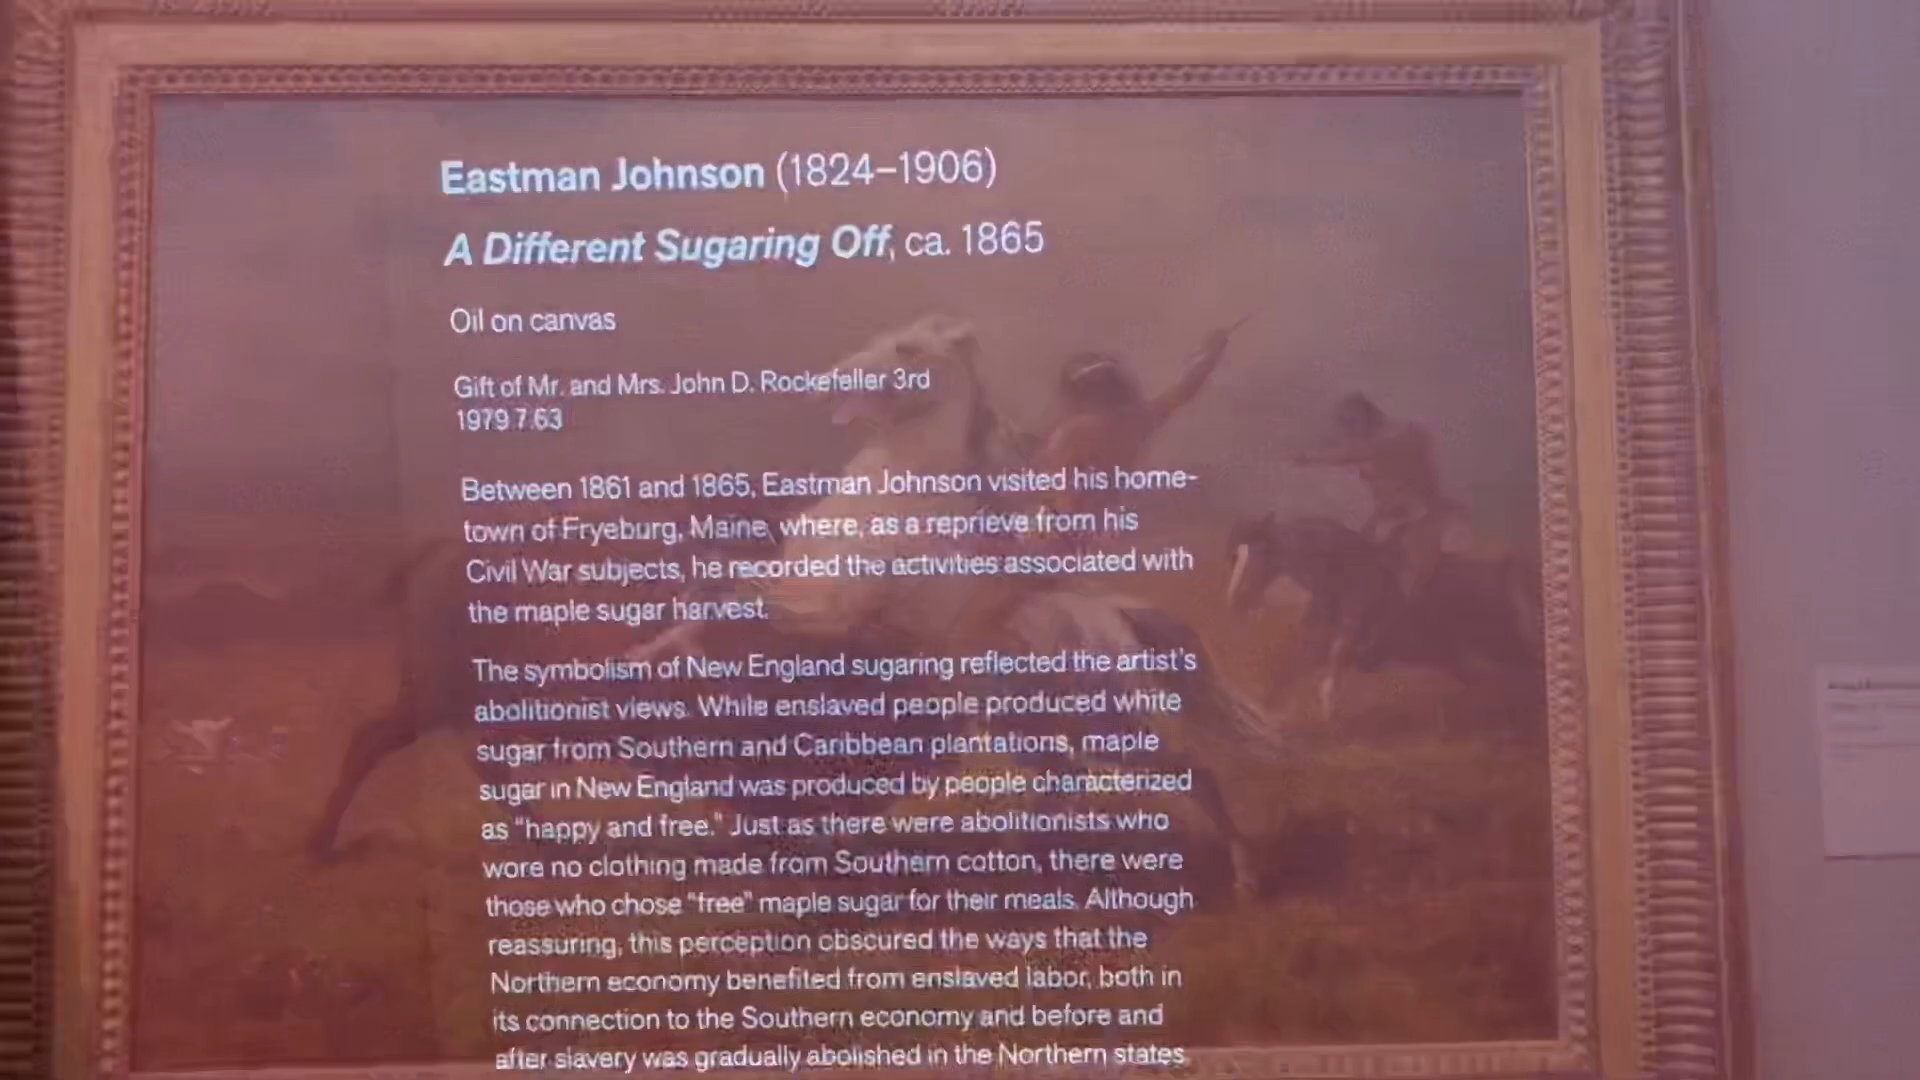 Eastman Johnson (1824–1906)
A Different Sugaring Off, ca. 1865
Oil on canvas
Gift of Mr. and Mrs. John D. Rockefeller 3rd
1979.7.63
Between 1861 and 1865, Eastman Johnson visited his home-
town of Fryeburg, Maine, where, as a reprieve from his
Civil War subjects, he recorded the activities associated with
the maple sugar harvest.
The symbolism of New England sugaring reflected the artist's
abolitionist views. While enslaved people produced white
sugar from Southern and Caribbean plantations, maple
sugar in New England was produced by people characterized
as "happy and free." Just as there were abolitionists who
wore no clothing made from Southern cotton, there were
those who chose "free" maple sugar for their meals. Although
reassuring, this perception obscured the ways that the
Northern economy benefited from enslaved labor, both in
its connection to the Southern economy and before and
after slavery was gradually abolished in the Northern states.